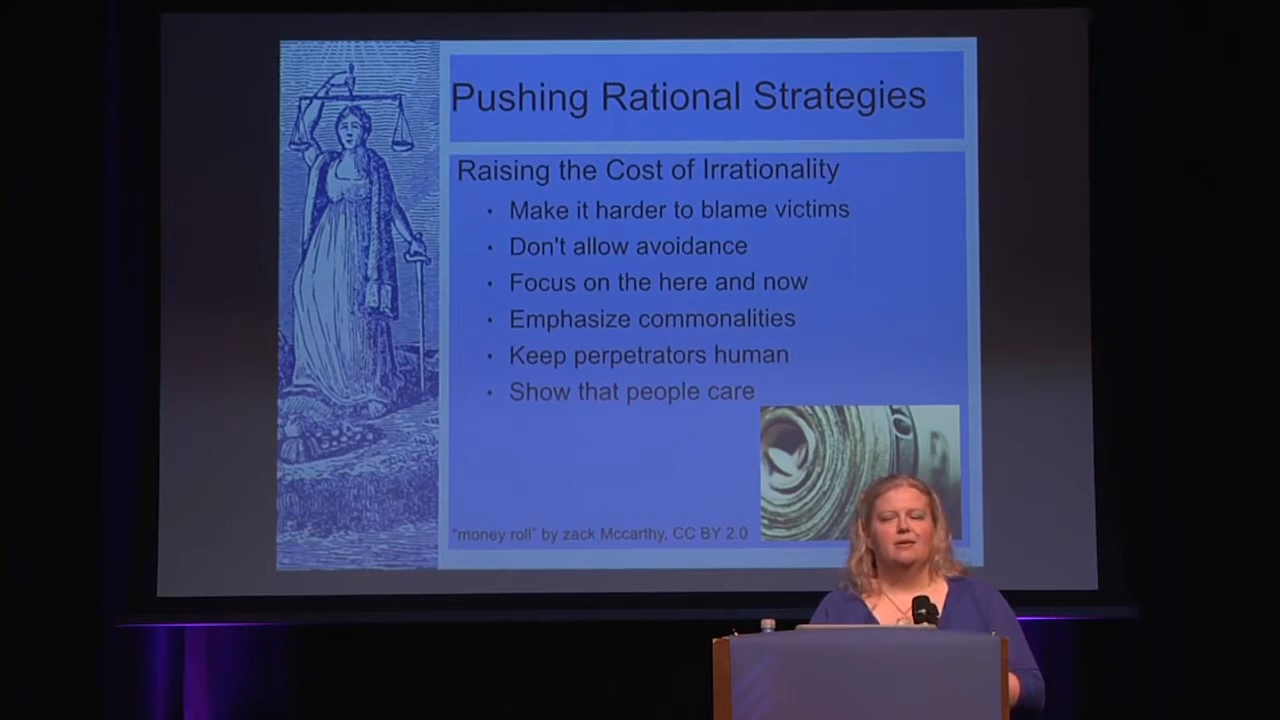 Pushing Rational Strategies
Raising the Cost of Irrationality
· Make it harder to blame victims
· Don't allow avoidance
· Focus on the here and now
· Emphasize commonalities
· Keep perpetrators human
· Show that people care
"money roll" by zack Mccarthy, CC BY 2.0